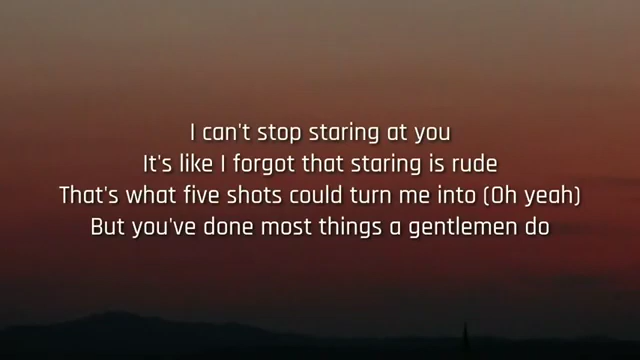 I can't stop staring at you
It's like I forgot that staring is rude
That's what five shots could turn me into (Oh yeah)
But you've done most things a gentlemen do